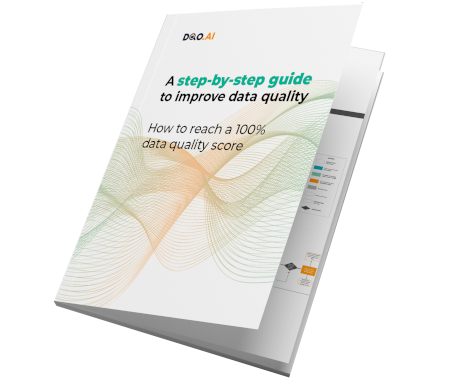 DQO.AI
A step-by-step guide
to improve data quality
How to reach a 100%
data quality score